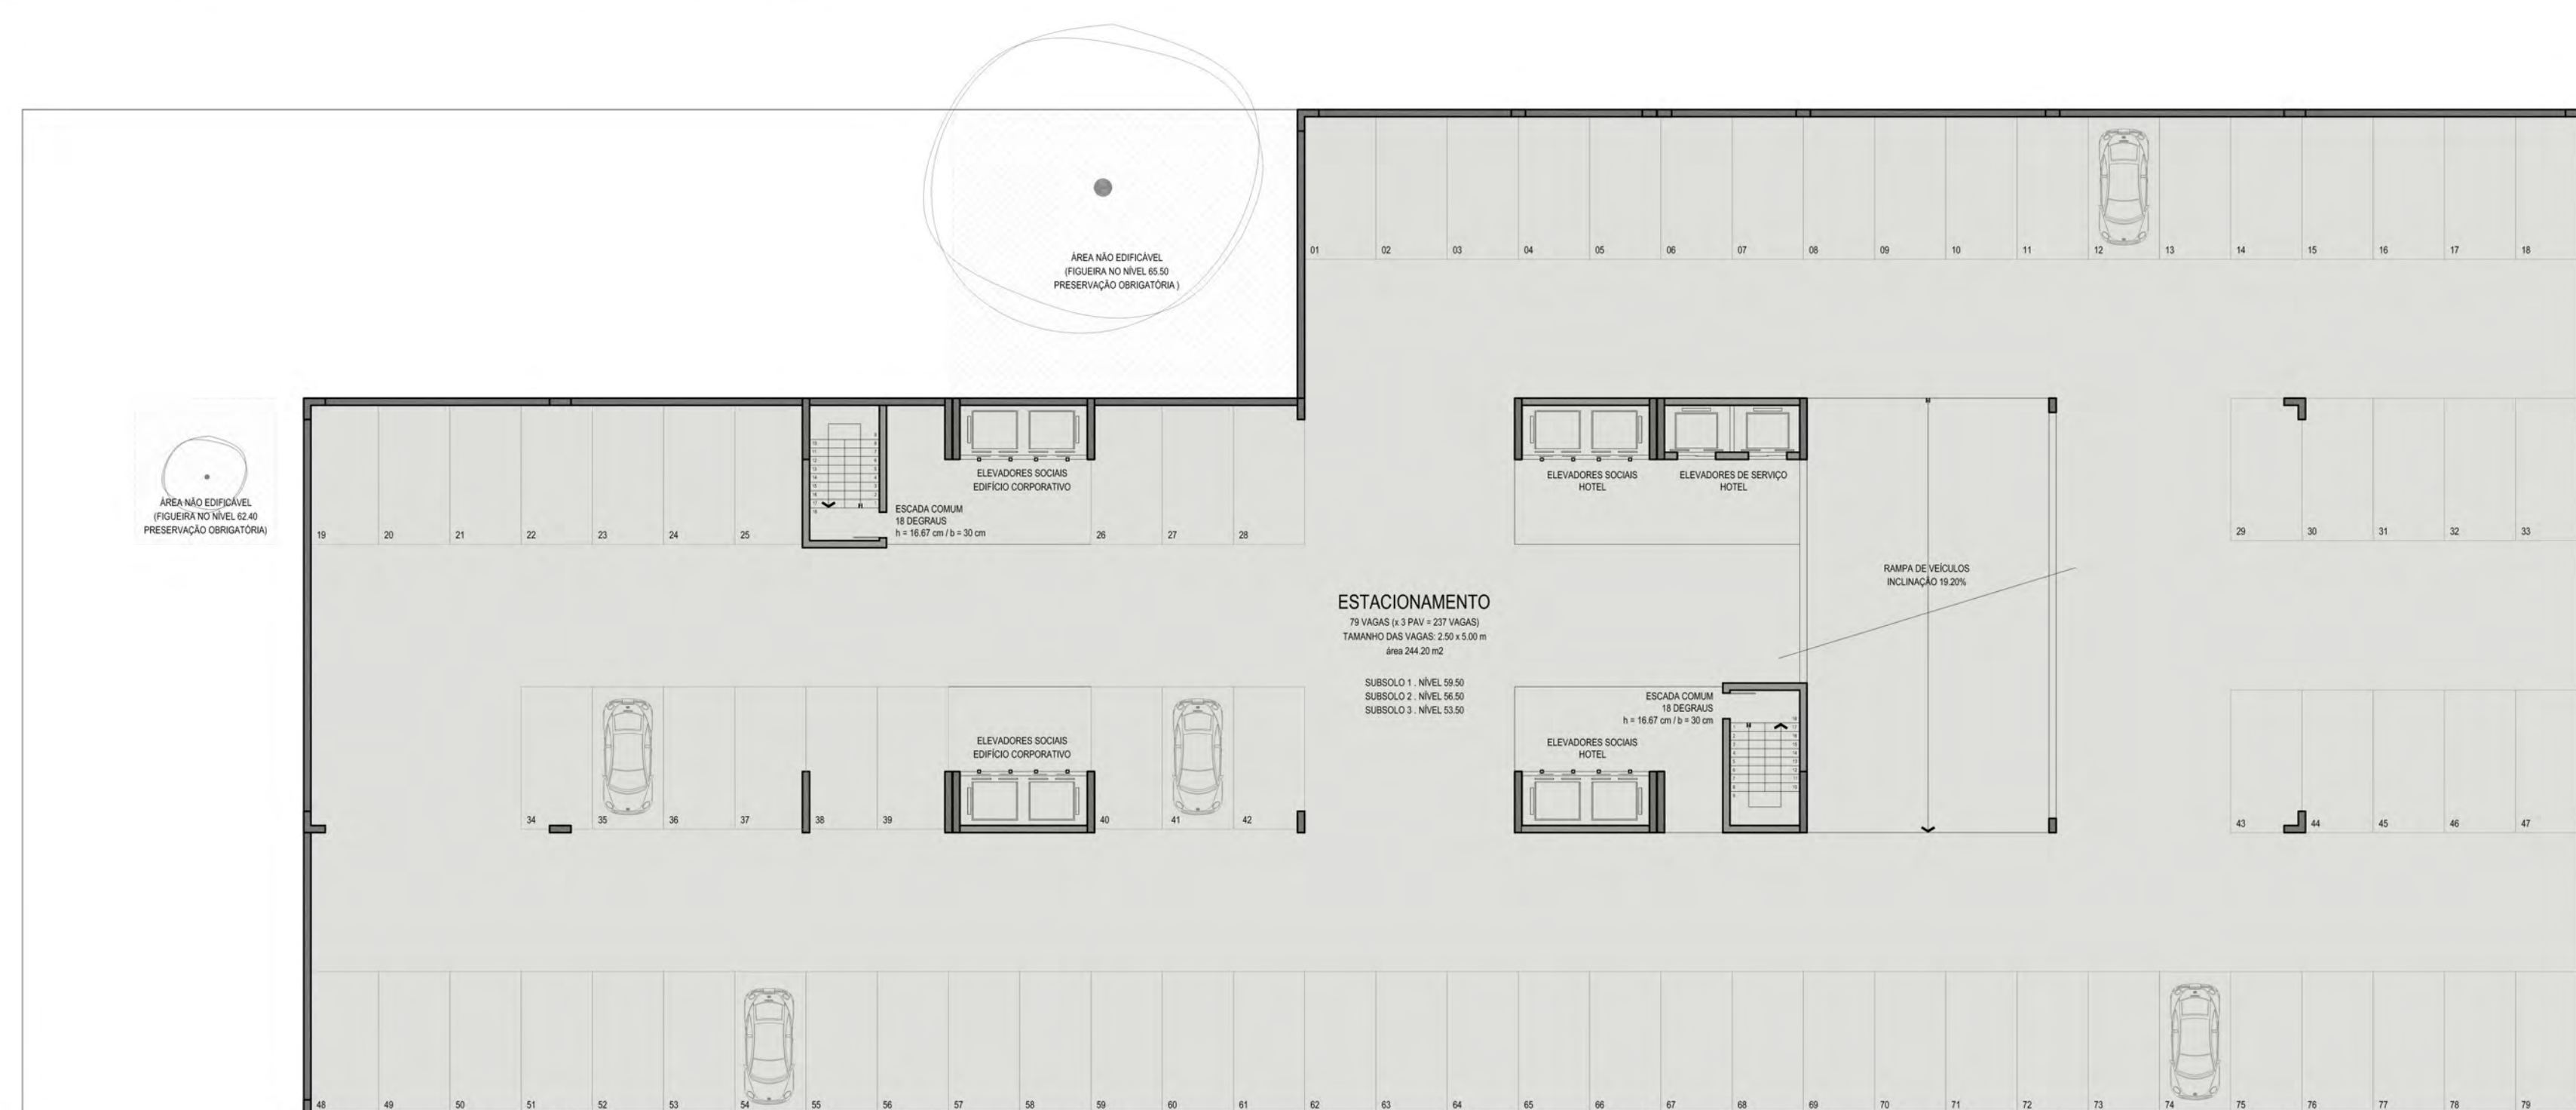 ÁREA NÃO EDIFICÁVEL
(FIGUEIRA NO NÍVEL 65.50
PRESERVAÇÃO OBRIGATÓRIA )
01 02 03 04 05 06 07 08 09 10 11 12 13 14 15 16 17 18
ÁREA NÃO EDIFICÁVEL
(FIGUEIRA NO NÍVEL 62.40
PRESERVAÇÃO OBRIGATÓRIA)
ELEVADORES SOCIAIS
EDIFÍCIO CORPORATIVO
ELEVADORES SOCIAIS
HOTEL
ELEVADORES DE SERVIÇO
HOTEL
ESCADA COMUM
18 DEGRAUS
h = 16.67 cm / b = 30 cm
19 20 21 22 23 24 25 26 27 28 29 30 31 32 33
RAMPA DE VEÍCULOS
INCLINAÇÃO 19.20%
ESTACIONAMENTO
79 VAGAS (x 3 PAV = 237 VAGAS)
TAMANHO DAS VAGAS: 2.50 x 5.00 m
área 244.20 m2
SUBSOLO 1 . NÍVEL 59.50
SUBSOLO 2 . NÍVEL 56.50
SUBSOLO 3 . NÍVEL 53.50
ESCADA COMUM
18 DEGRAUS
h = 16.67 cm / b = 30 cm
ELEVADORES SOCIAIS
EDIFÍCIO CORPORATIVO
ELEVADORES SOCIAIS
HOTEL
34 35 36 37 38 39 40 41 42 43 44 45 46 47
48 49 50 51 52 53 54 55 56 57 58 59 60 61 62 63 64 65 66 67 68 69 70 71 72 73 74 75 76 77 78 79